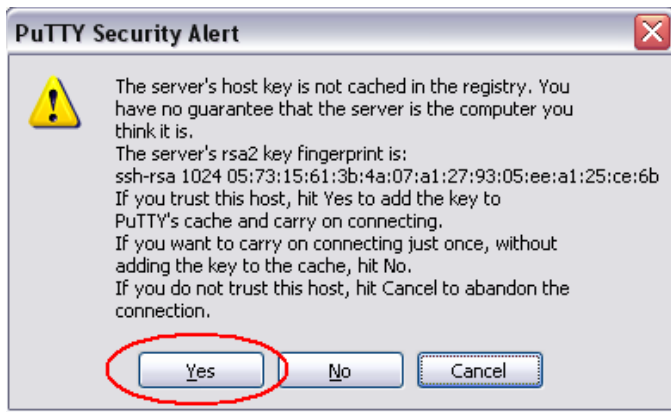 PuTTY Security Alert
The server's host key is not cached in the registry. You
have no guarantee that the server is the computer you
think it is.
The server's rsa2 key fingerprint is:
ssh-rsa 1024 05:73:15:61:3b:4a:07:a1:27:93:05:ee:a1:25:ce:6b
If you trust this host, hit Yes to add the key to
PuTTY's cache and carry on connecting.
If you want to carry on connecting just once, without
adding the key to the cache, hit No.
If you do not trust this host, hit Cancel to abandon the
connection.
Yes No Cancel